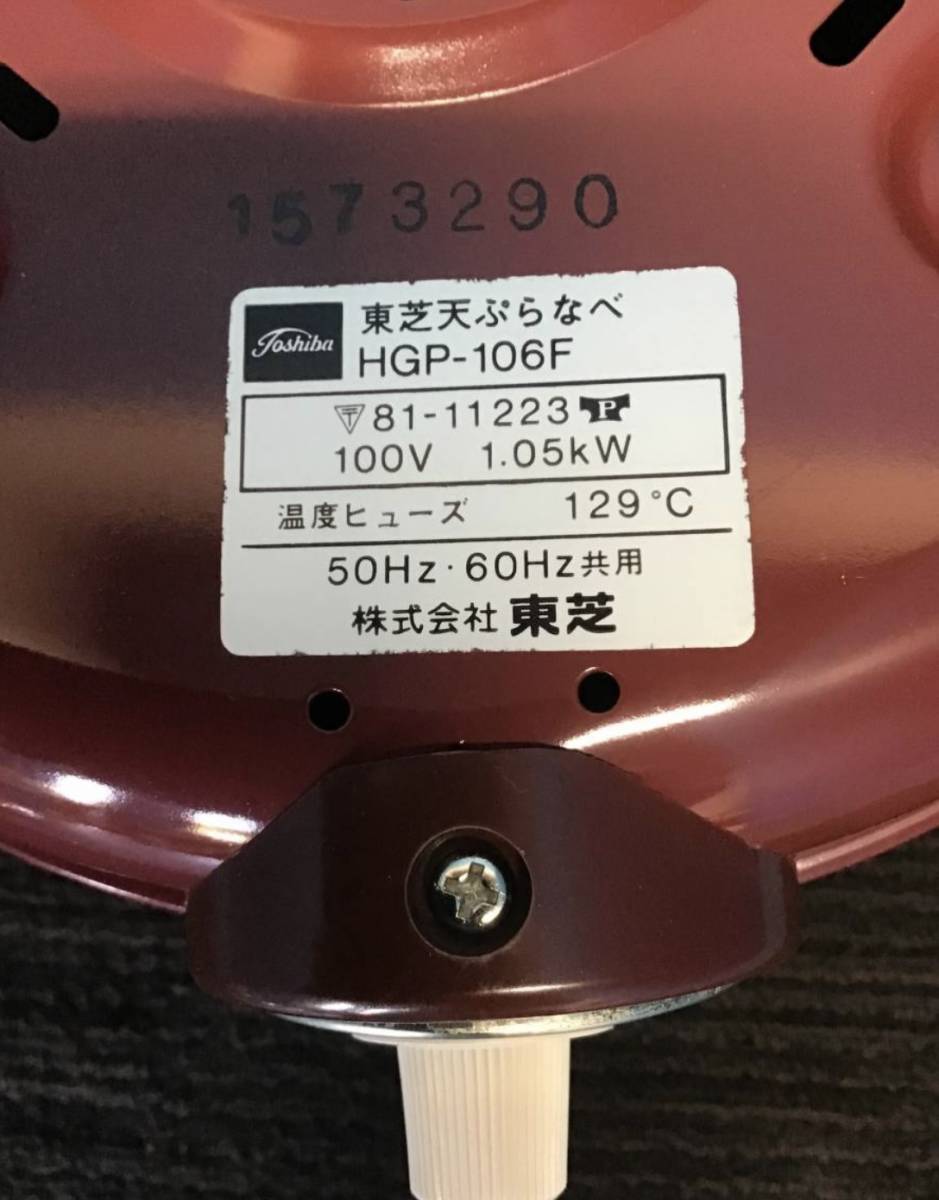 1573290
Toshiba
東芝天ぷらなべ
HGP-106F
〒81-11223 P
100V 1.05kW
温度ヒューズ 129°C
50Hz·60Hz共用
株式会社 東芝